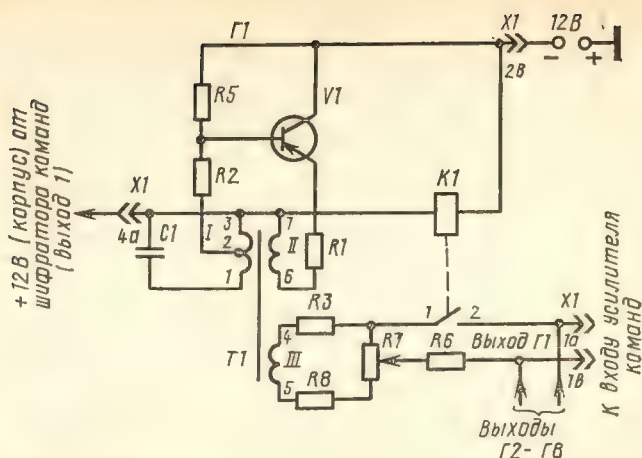 Г1
X1
12В
R5
V1
2В
- +
+12В (корпус) от
шифратора команд
(Выход 1)
R2
K1
X1
4а
C1
I
3
2
1
7
II
6
R1
T1
4
III
5
R3
R8
R7
R6
1
2
X1
Выход Г1
1а
1В
Выходы
Г2-Г8
К входу усилителя
команд